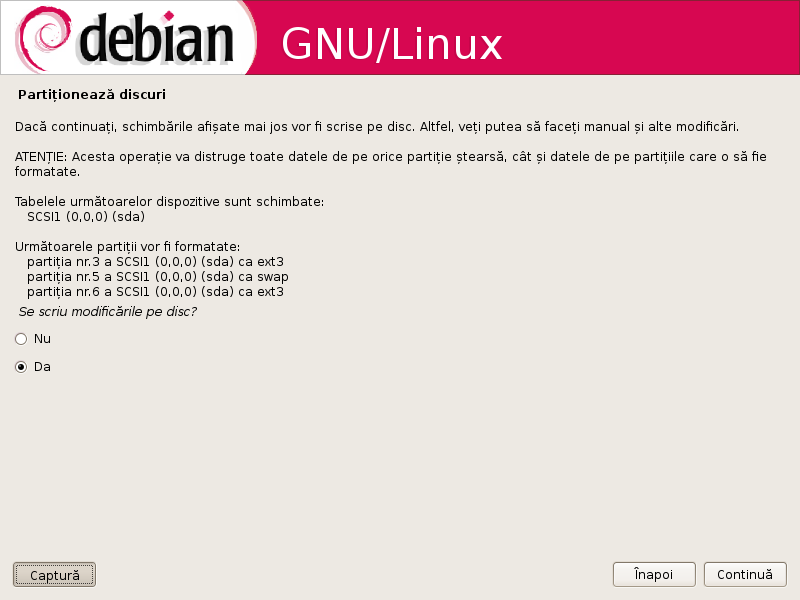 debian GNU/Linux
Partiționează discuri
Dacă continuați, schimbările afișate mai jos vor fi scrise pe disc. Altfel, veți putea să faceți manual și alte modificări.
ATENȚIE: Acesta operație va distruge toate datele de pe orice partiție ștearsă, cât și datele de pe partițiile care o să fie
formatate.
Tabelele următoarelor dispozitive sunt schimbate:
SCSI1 (0,0,0) (sda)
Următoarele partiții vor fi formatate:
partiția nr.3 a SCSI1 (0,0,0) (sda) ca ext3
partiția nr.5 a SCSI1 (0,0,0) (sda) ca swap
partiția nr.6 a SCSI1 (0,0,0) (sda) ca ext3
Se scriu modificările pe disc?
Nu
Da
Captură Înapoi Continuă